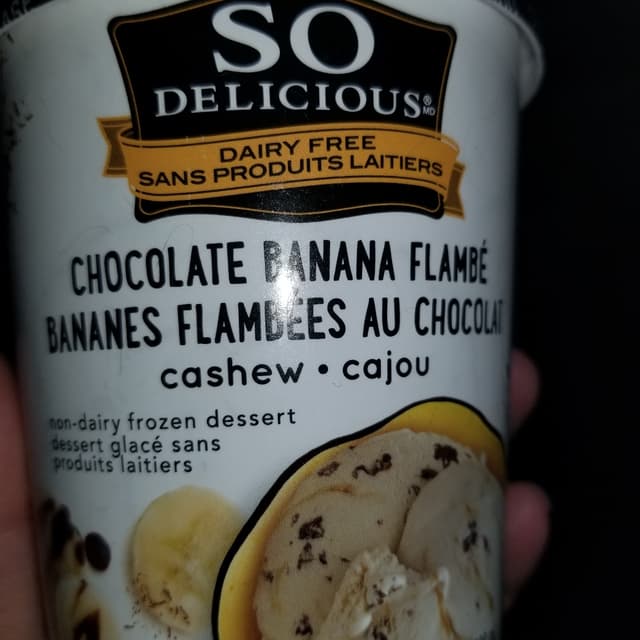 SO
DELICIOUS®
MD
DAIRY FREE
SANS PRODUITS LAITIERS
CHOCOLATE BANANA FLAMBÉ
BANANES FLAMBÉES AU CHOCOLAT
cashew • cajou
non-dairy frozen dessert
dessert glacé sans
produits laitiers